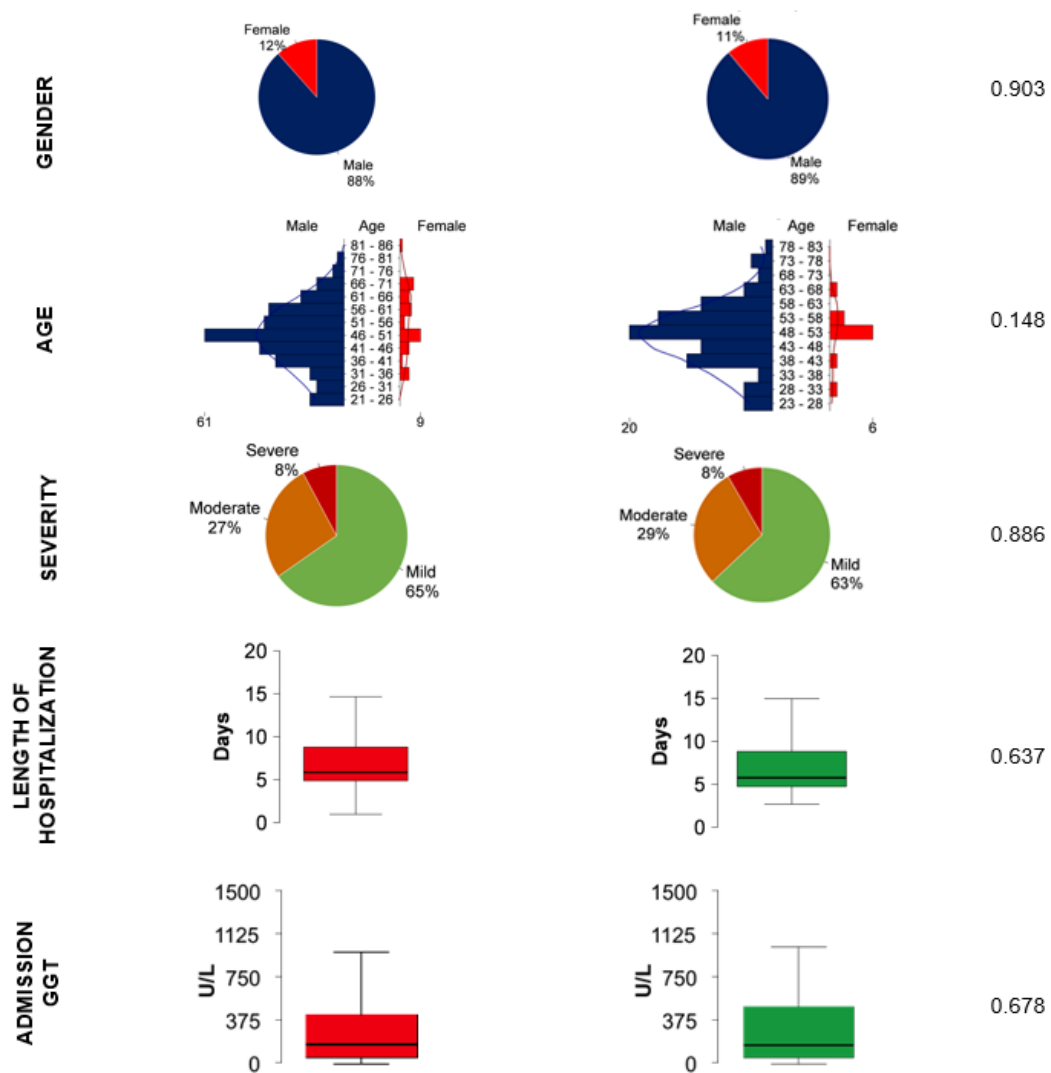 GENDER
Female
12%
Male
88%
Female
11%
Male
89%
0.903
AGE
Male Age Female
81 - 86
76 - 81
71 - 76
66 - 71
61 - 66
56 - 61
51 - 56
46 - 51
41 - 46
36 - 41
31 - 36
26 - 31
21 - 26
61 9
Male Age Female
78 - 83
73 - 78
68 - 73
63 - 68
58 - 63
53 - 58
48 - 53
43 - 48
38 - 43
33 - 38
28 - 33
23 - 28
20 6
0.148
SEVERITY
Severe
8%
Moderate
27%
Mild
65%
Severe
8%
Moderate
29%
Mild
63%
0.886
LENGTH OF
HOSPITALIZATION
Days
20
15
10
5
0
Days
20
15
10
5
0
0.637
ADMISSION
GGT
U/L
1500
1125
750
375
0
U/L
1500
1125
750
375
0
0.678